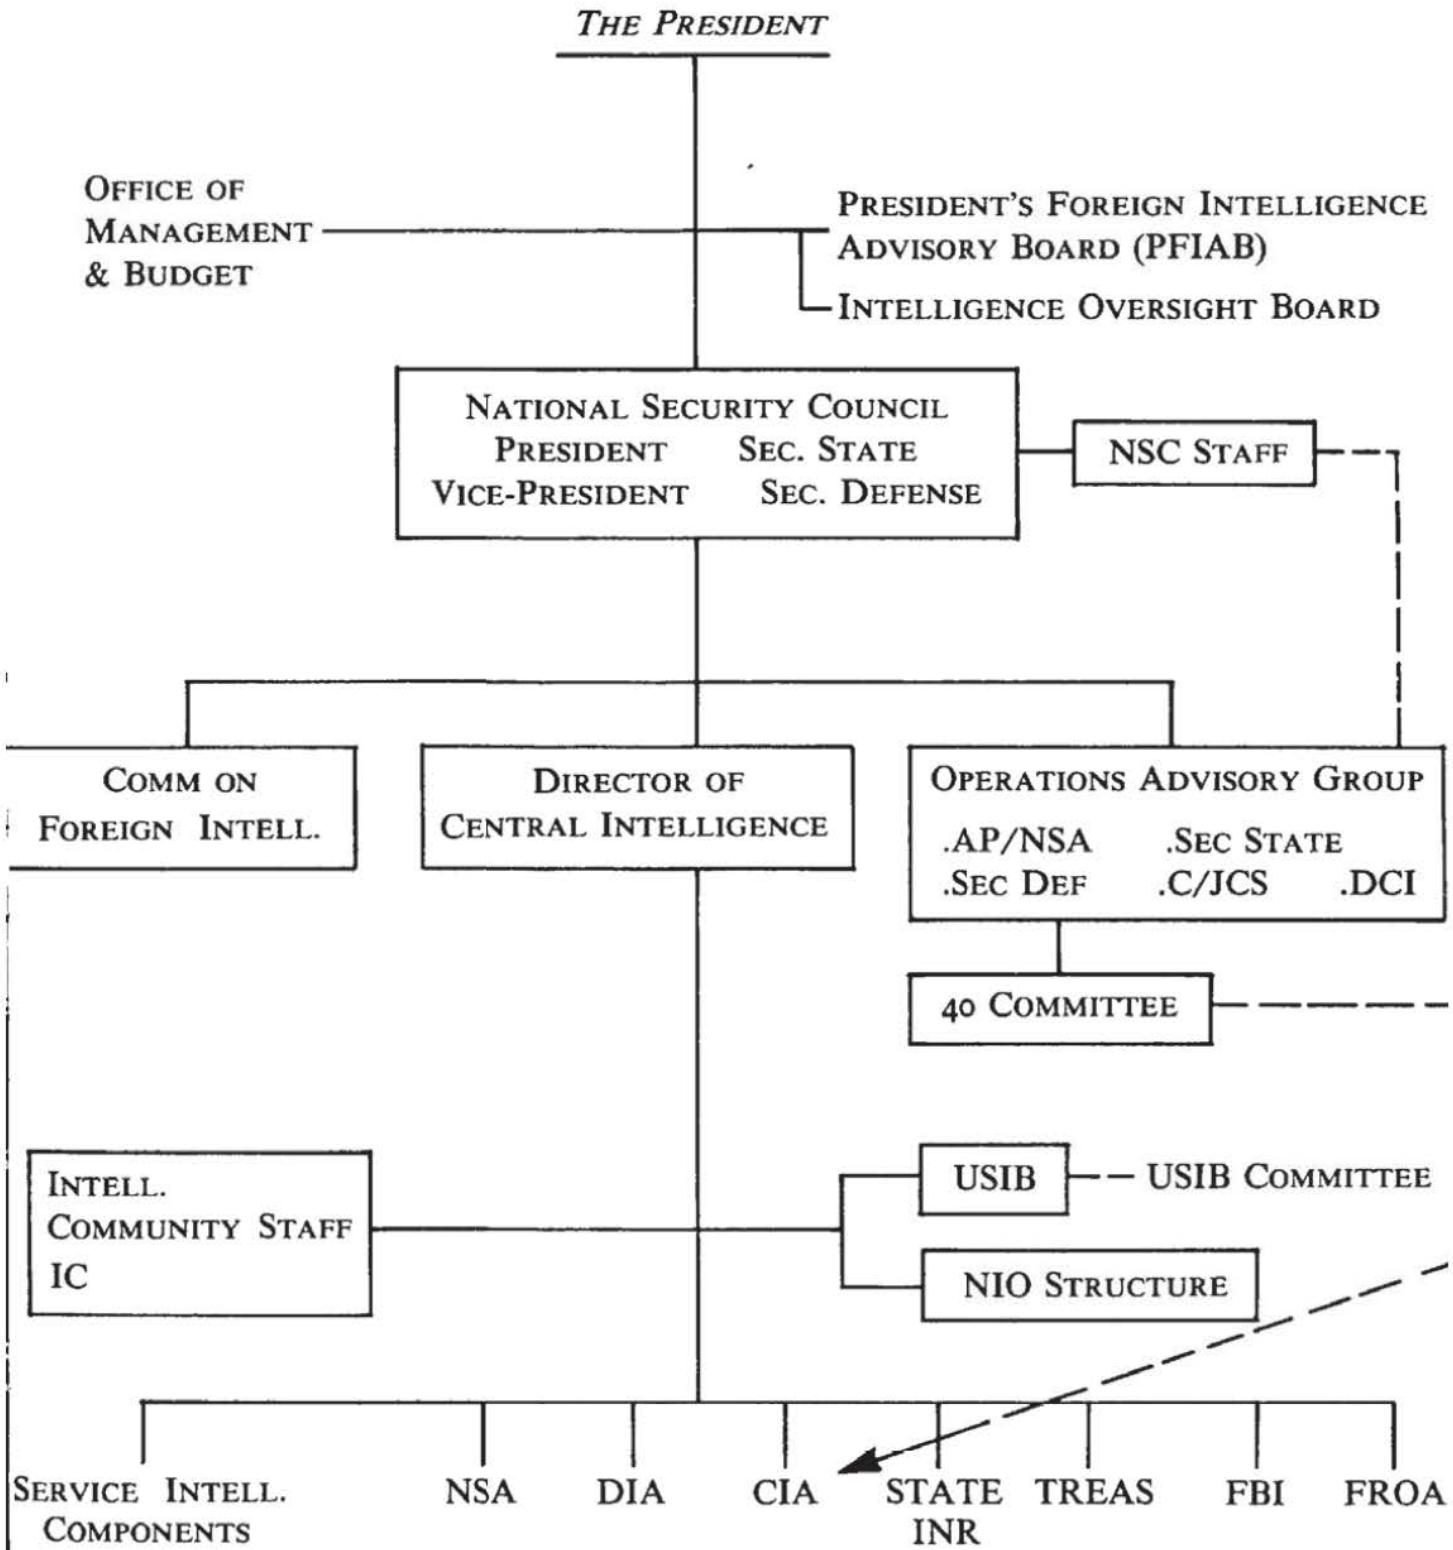 THE PRESIDENT
OFFICE OF
MANAGEMENT
& BUDGET
PRESIDENT'S FOREIGN INTELLIGENCE
ADVISORY BOARD (PFIAB)
INTELLIGENCE OVERSIGHT BOARD
NATIONAL SECURITY COUNCIL
PRESIDENT SEC. STATE
VICE-PRESIDENT SEC. DEFENSE
NSC STAFF
COMM ON
FOREIGN INTELL.
DIRECTOR OF
CENTRAL INTELLIGENCE
OPERATIONS ADVISORY GROUP
.AP/NSA .SEC STATE
.SEC DEF .C/JCS .DCI
40 COMMITTEE
INTELL.
COMMUNITY STAFF
IC
USIB
USIB COMMITTEE
NIO STRUCTURE
SERVICE INTELL.
COMPONENTS
NSA
DIA
CIA
STATE
INR
TREAS
FBI
FROA